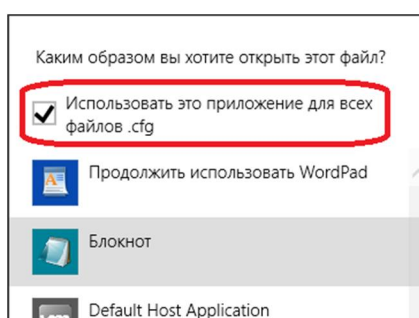 Каким образом вы хотите открыть этот файл?
Использовать это приложение для всех
файлов .cfg
Продолжить использовать WordPad
Блокнот
Default Host Application